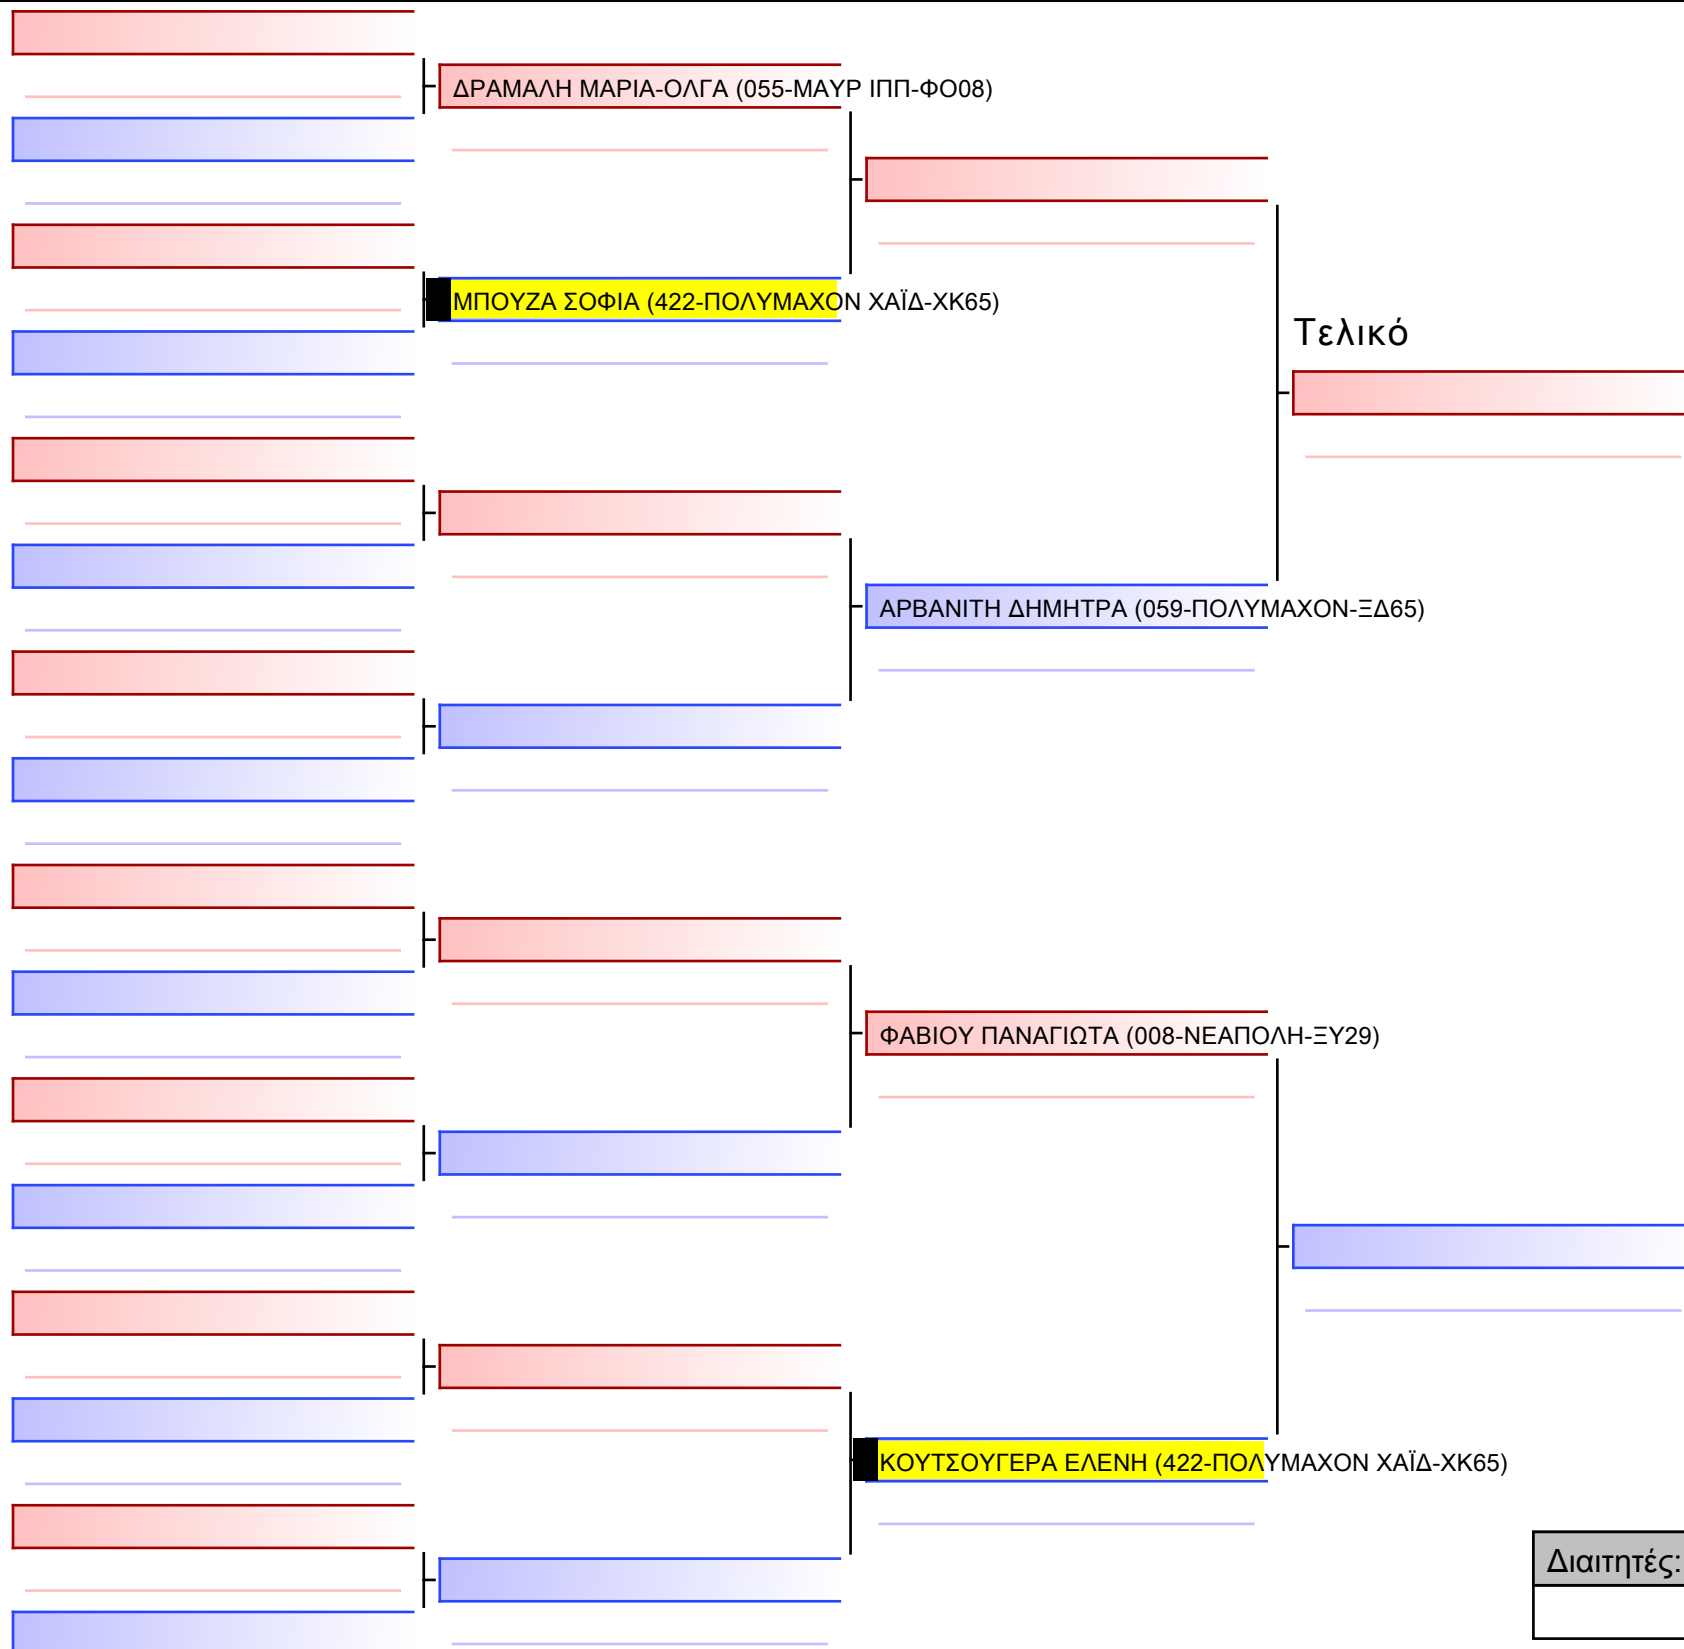 ΔΡΑΜΑΛΗ ΜΑΡΙΑ-ΟΛΓΑ (055-ΜΑΥΡ ΙΠΠ-ΦΟ08)
ΜΠΟΥΖΑ ΣΟΦΙΑ (422-ΠΟΛΥΜΑΧΟΝ ΧΑΪΔ-ΧΚ65)
Τελικό
ΑΡΒΑΝΙΤΗ ΔΗΜΗΤΡΑ (059-ΠΟΛΥΜΑΧΟΝ-ΞΔ65)
ΦΑΒΙΟΥ ΠΑΝΑΓΙΩΤΑ (008-ΝΕΑΠΟΛΗ-ΞΥ29)
ΚΟΥΤΣΟΥΓΕΡΑ ΕΛΕΝΗ (422-ΠΟΛΥΜΑΧΟΝ ΧΑΪΔ-ΧΚ65)
Διαιτητές: